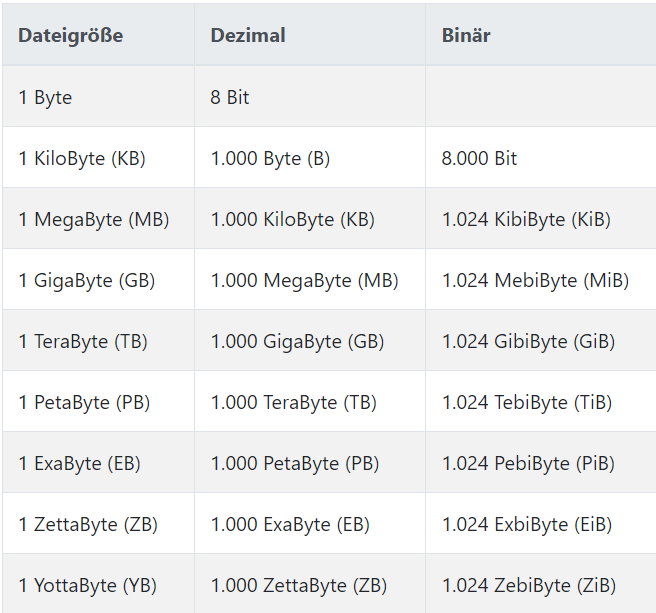 Dateigröße Dezimal Binär
1 Byte 8 Bit
1 KiloByte (KB) 1.000 Byte (B) 8.000 Bit
1 MegaByte (MB) 1.000 KiloByte (KB) 1.024 KibiByte (KiB)
1 GigaByte (GB) 1.000 MegaByte (MB) 1.024 MebiByte (MiB)
1 TeraByte (TB) 1.000 GigaByte (GB) 1.024 GibiByte (GiB)
1 PetaByte (PB) 1.000 TeraByte (TB) 1.024 TebiByte (TiB)
1 ExaByte (EB) 1.000 PetaByte (PB) 1.024 PebiByte (PiB)
1 ZettaByte (ZB) 1.000 ExaByte (EB) 1.024 ExbiByte (EiB)
1 YottaByte (YB) 1.000 ZettaByte (ZB) 1.024 ZebiByte (ZiB)